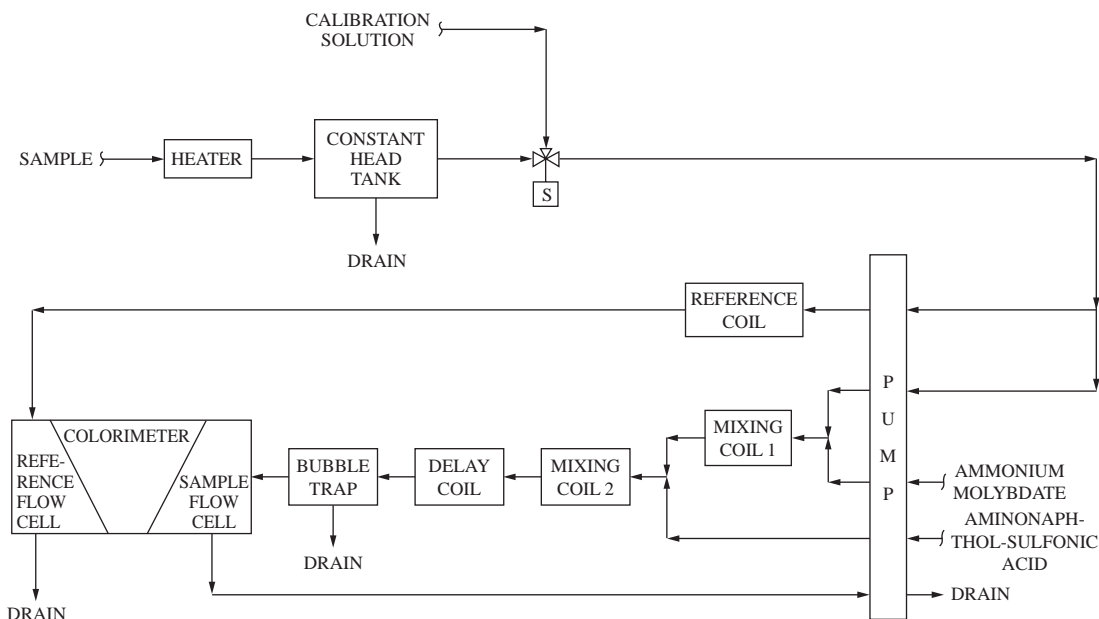 CALIBRATION
SOLUTION
SAMPLE
HEATER
CONSTANT
HEAD
TANK
S
DRAIN
REFERENCE
COIL
P
U
M
P
COLORIMETER
REFE-
RENCE
FLOW
CELL
SAMPLE
FLOW
CELL
BUBBLE
TRAP
DELAY
COIL
MIXING
COIL 2
MIXING
COIL 1
AMMONIUM
MOLYBDATE
AMINONAPH-
THOL-SULFONIC
ACID
DRAIN
DRAIN
DRAIN